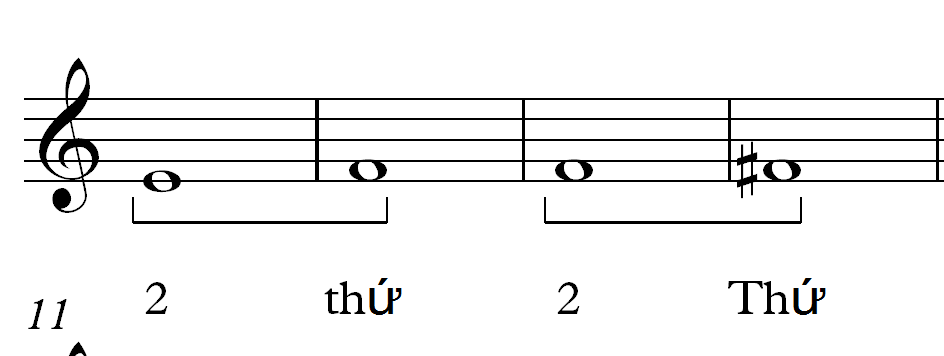 2 thứ 2 Thứ
11